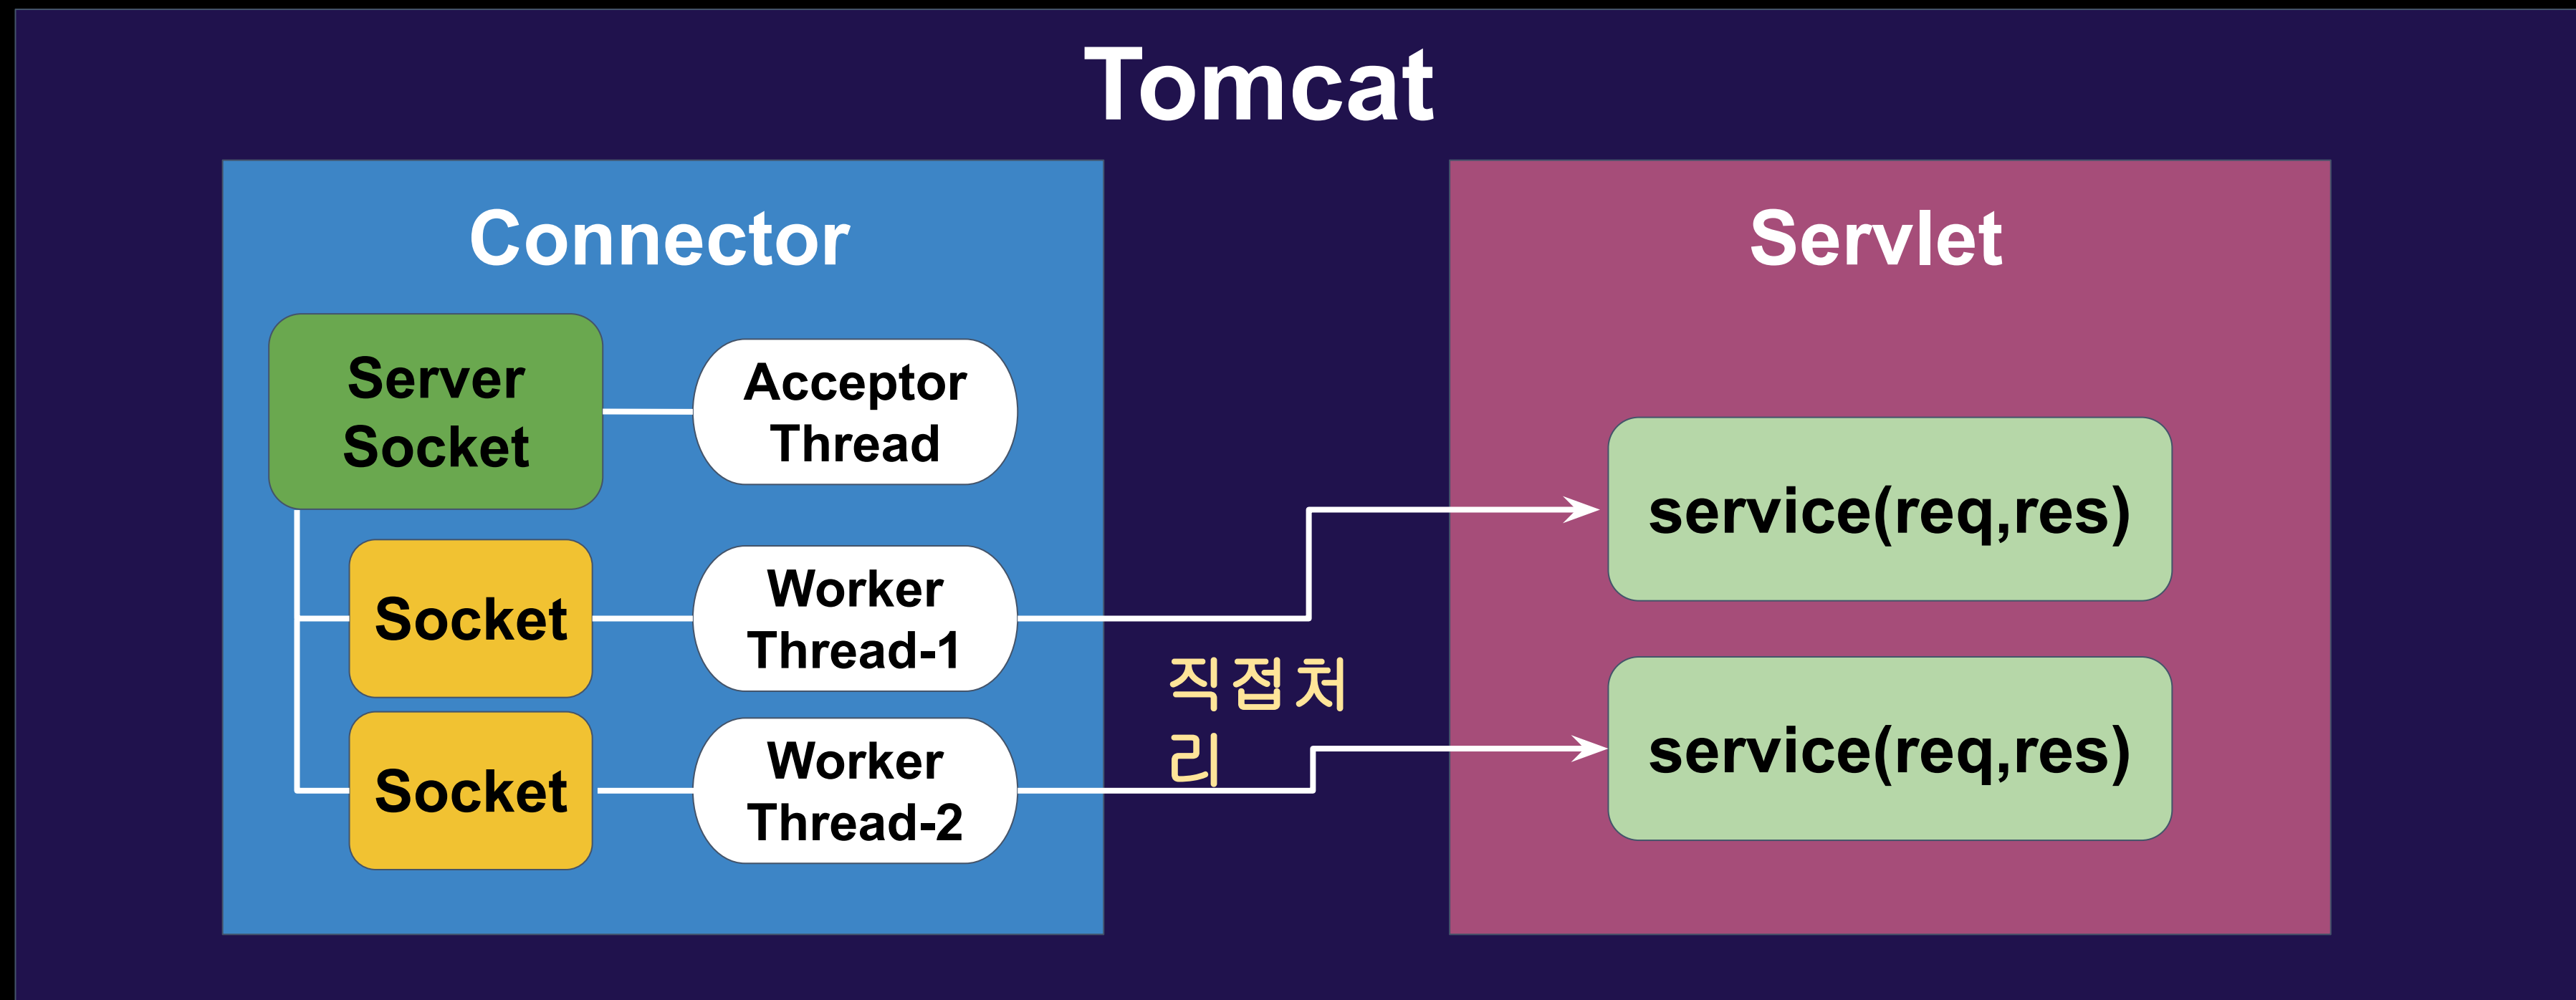 Tomcat
Connector
Server
Socket
Acceptor
Thread
Socket
Worker
Thread-1
Socket
Worker
Thread-2
직접처
리
Servlet
service(req,res)
service(req,res)